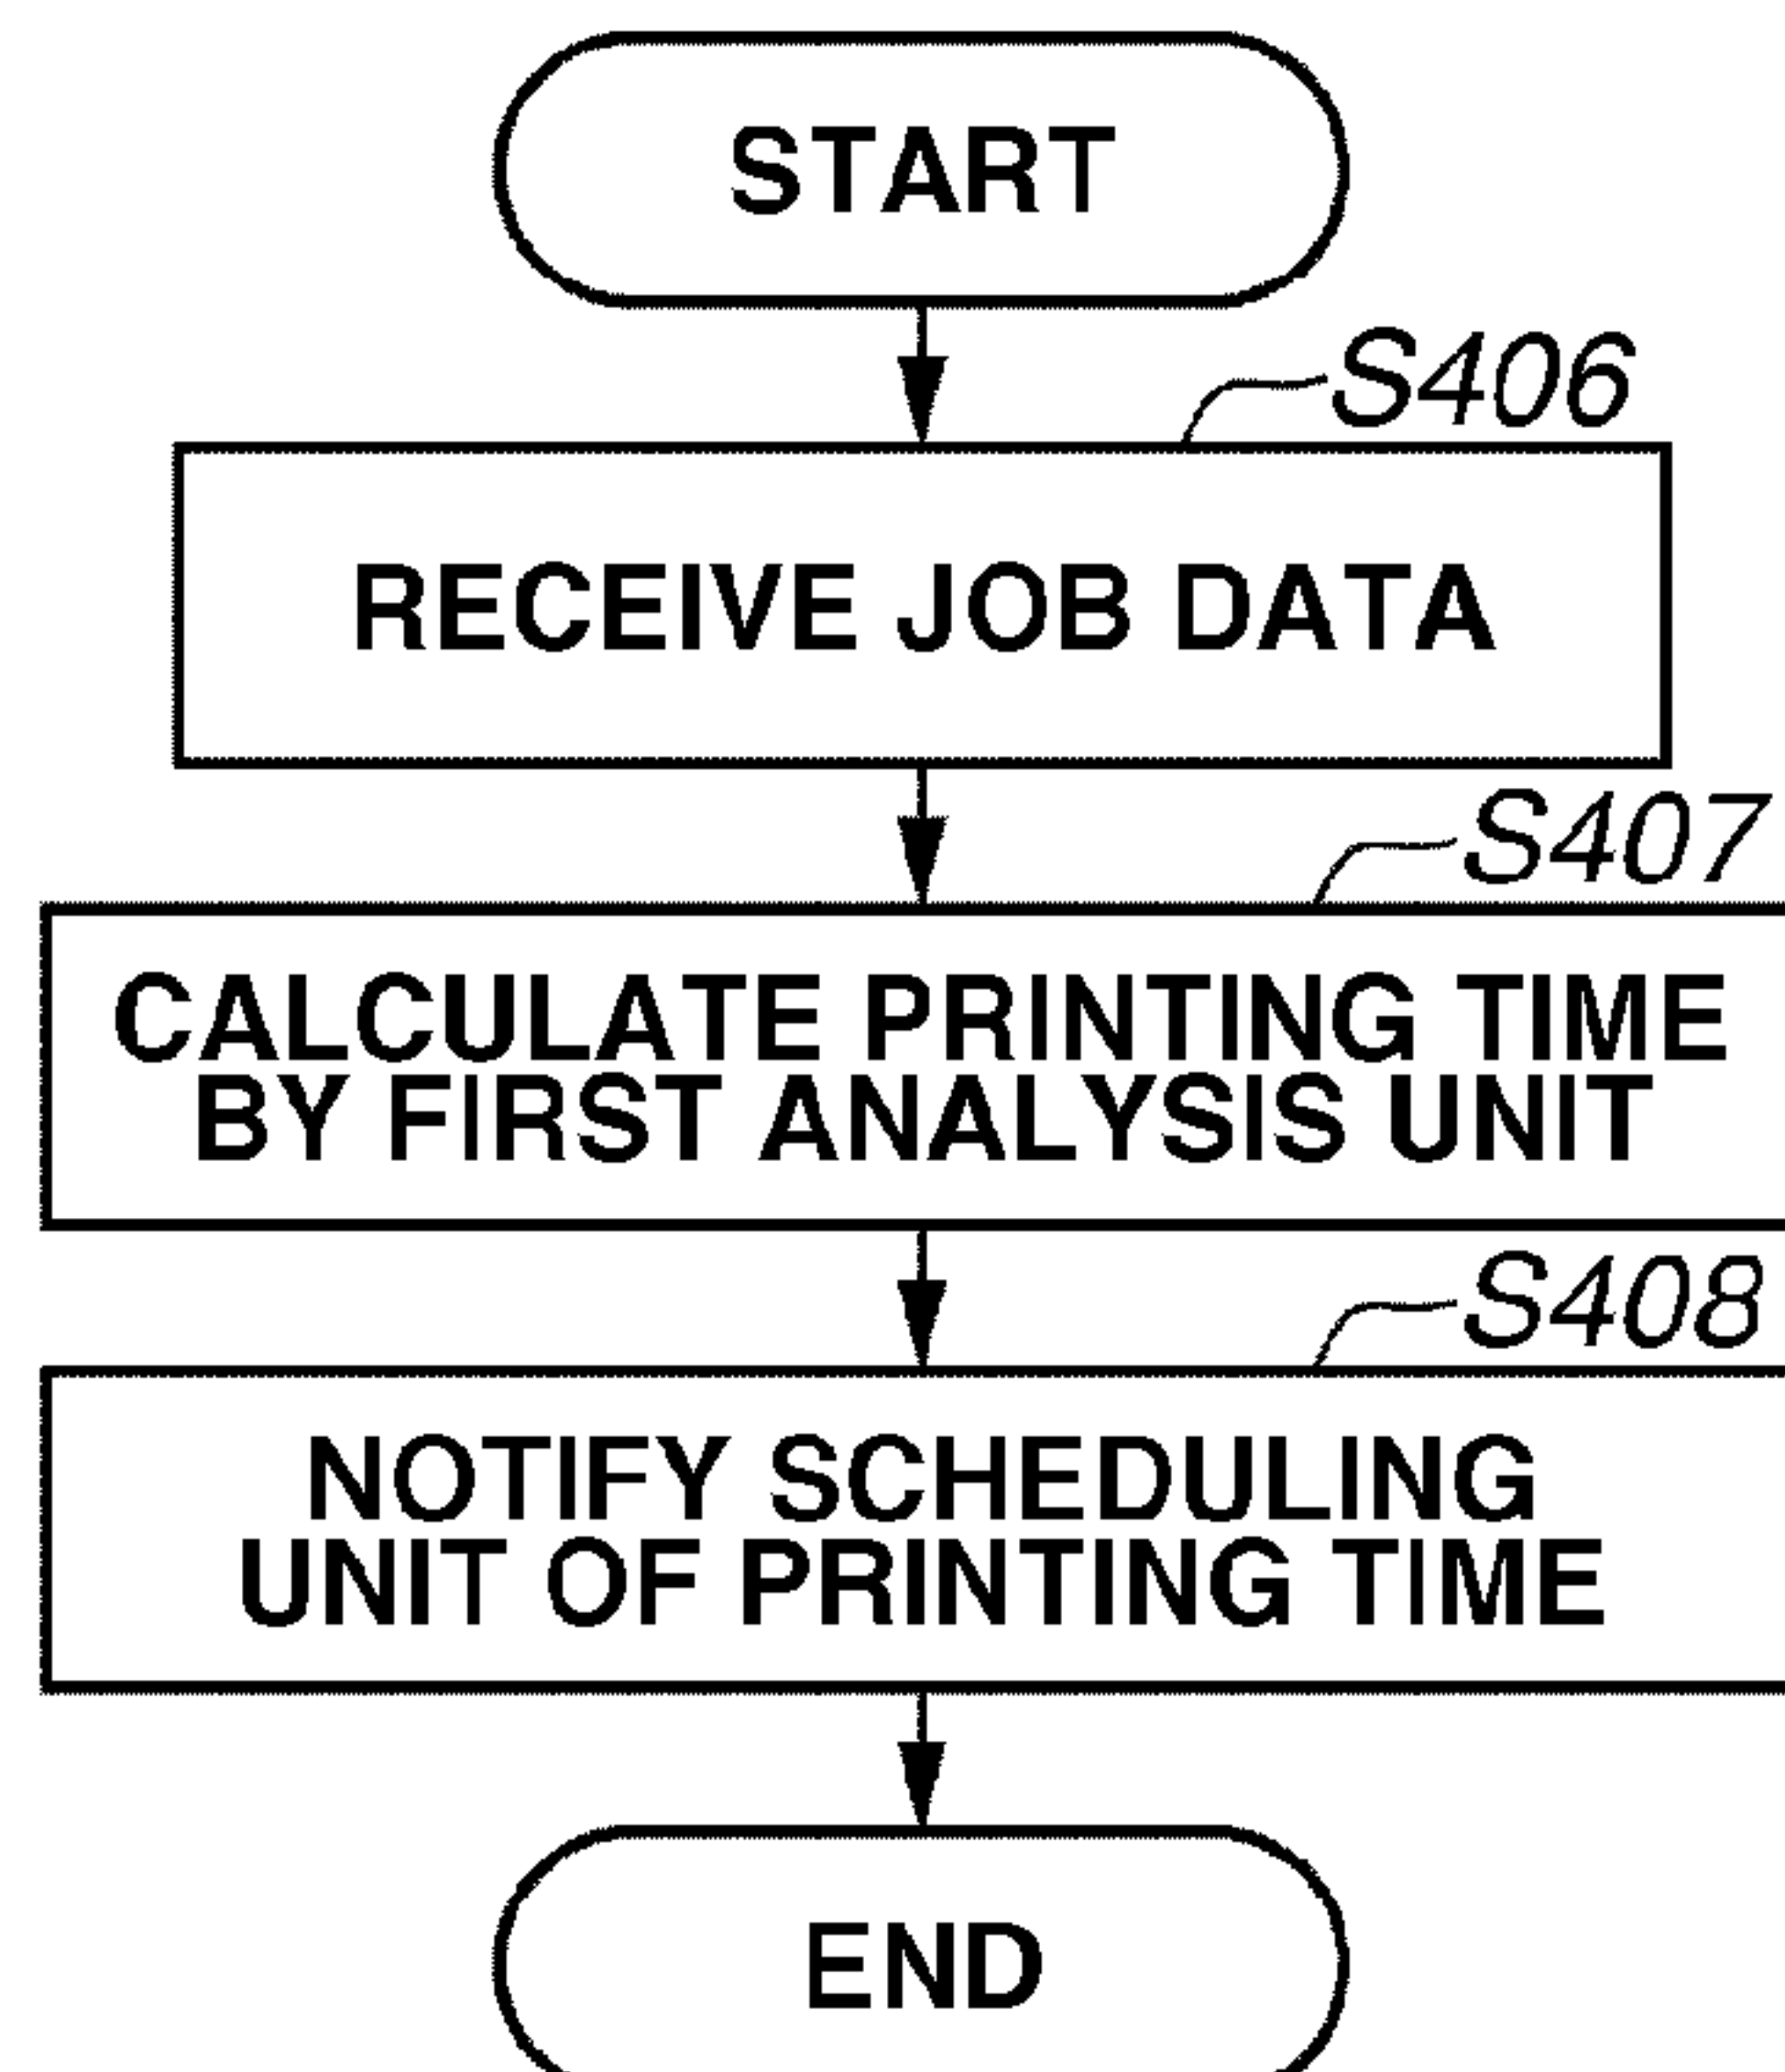 START
S406
RECEIVE JOB DATA
S407
CALCULATE PRINTING TIME
BY FIRST ANALYSIS UNIT
S408
NOTIFY SCHEDULING
UNIT OF PRINTING TIME
END